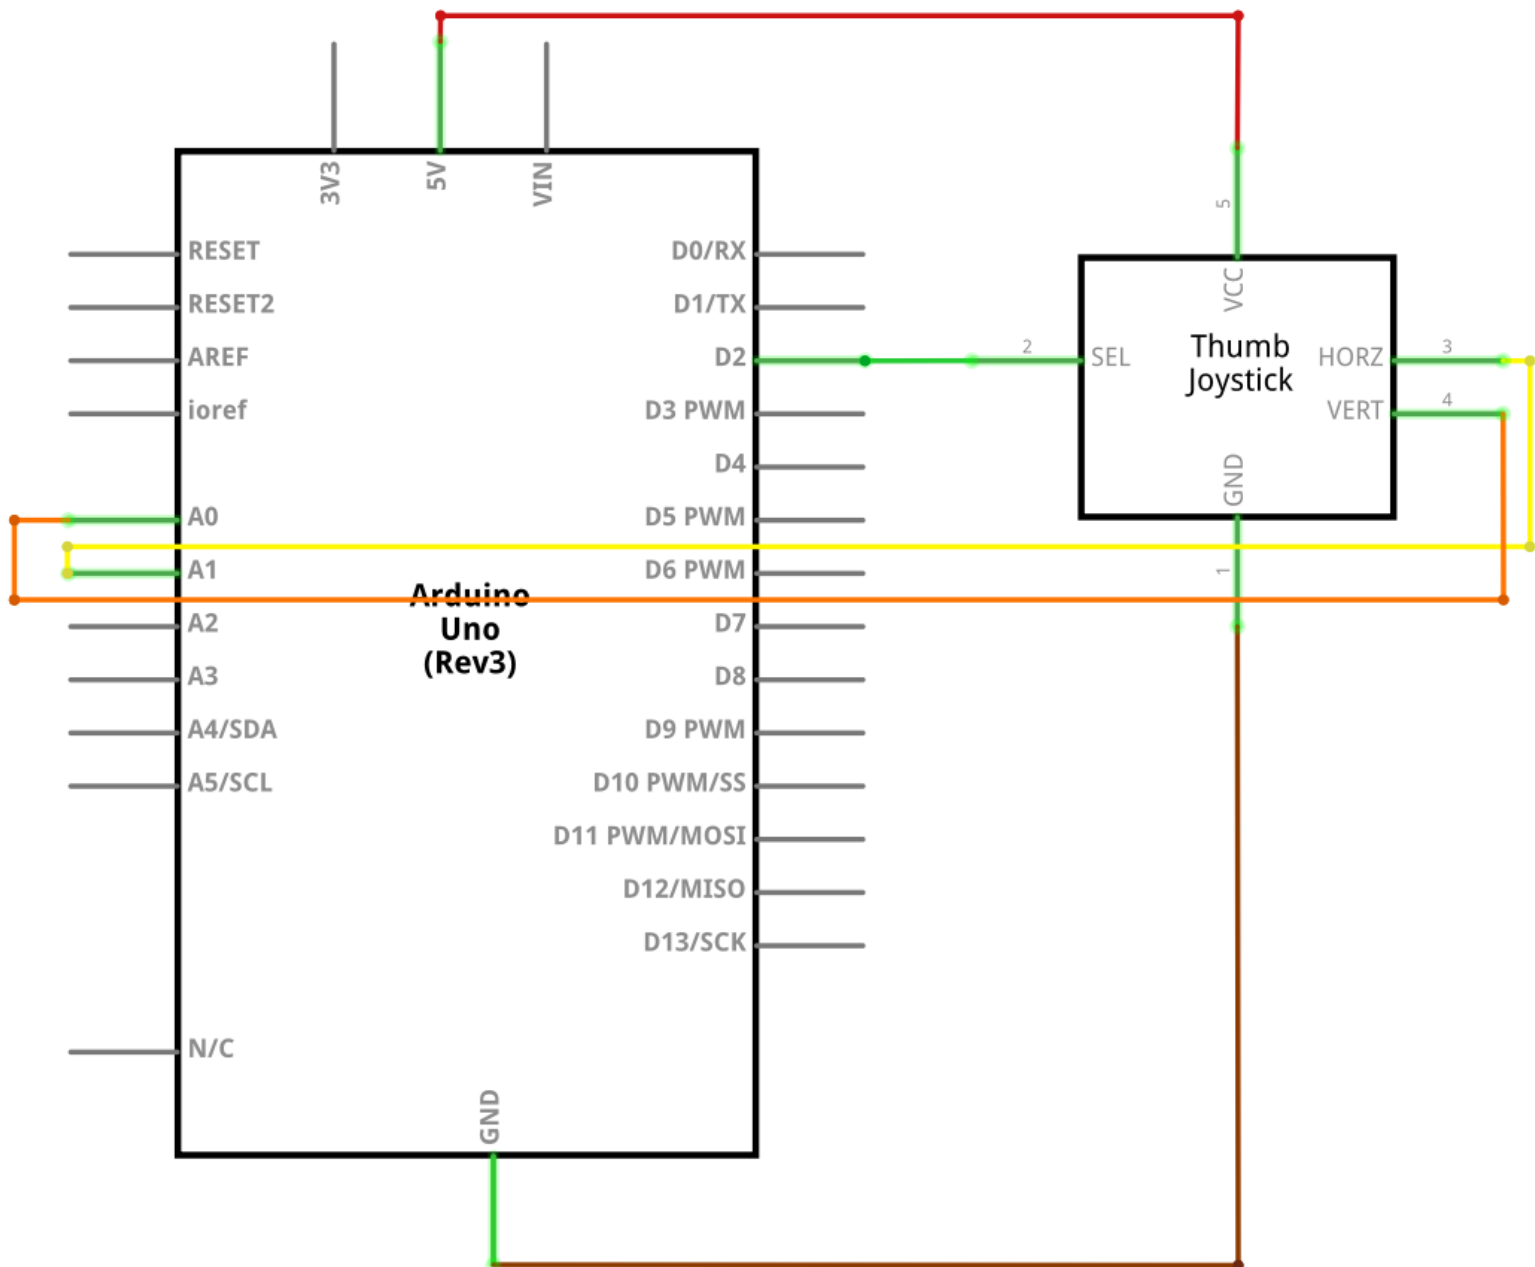 3V3
5V
VIN
RESET
RESET2
AREF
ioref
A0
A1
A2
A3
A4/SDA
A5/SCL
N/C
D0/RX
D1/TX
D2
D3 PWM
D4
D5 PWM
D6 PWM
D7
D8
D9 PWM
D10 PWM/SS
D11 PWM/MOSI
D12/MISO
D13/SCK
Arduino
Uno
(Rev3)
GND
5
VCC
2
SEL
Thumb
Joystick
HORZ
3
VERT
4
GND
1